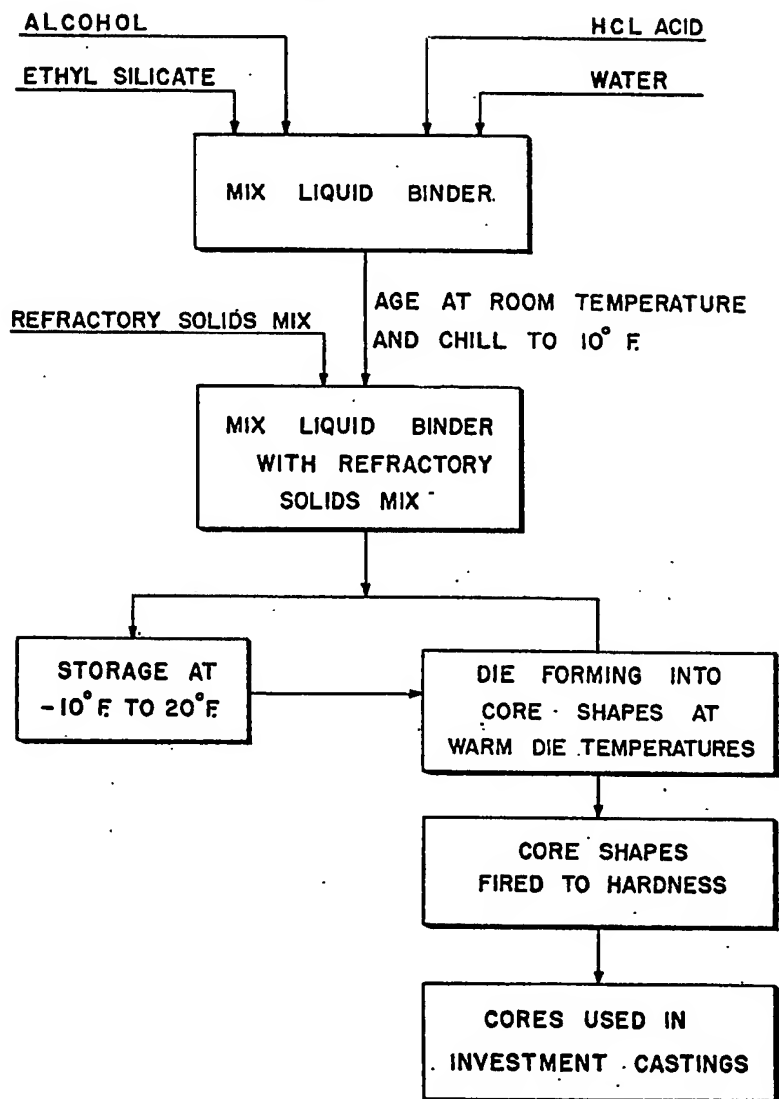 ALCOHOL
HCL ACID
ETHYL SILICATE
WATER
MIX LIQUID BINDER.
AGE AT ROOM TEMPERATURE
AND CHILL TO 10° F.
REFRACTORY SOLIDS MIX
MIX LIQUID BINDER
WITH REFRACTORY
SOLIDS MIX
STORAGE AT
-10° F. TO 20° F.
DIE FORMING INTO
CORE SHAPES AT
WARM DIE TEMPERATURES
CORE SHAPES
FIRED TO HARDNESS
CORES USED IN
INVESTMENT CASTINGS